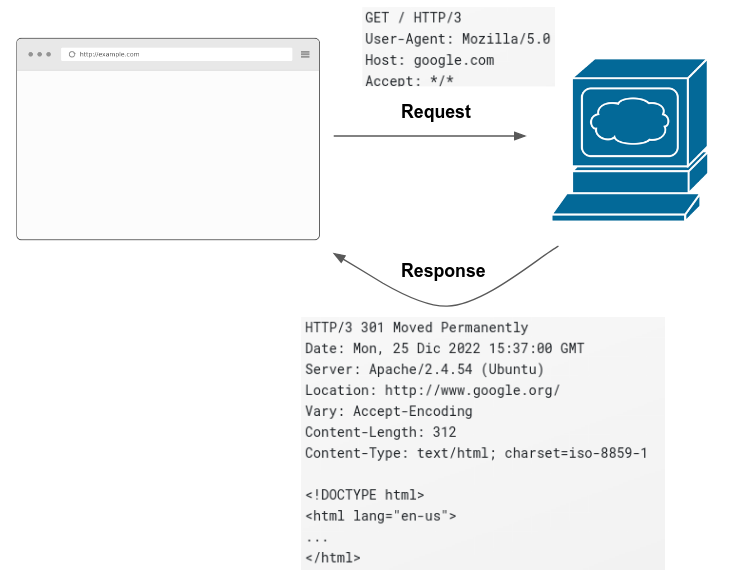 http://example.com
GET / HTTP/3
User-Agent: Mozilla/5.0
Host: google.com
Accept: */*
Request
Response
HTTP/3 301 Moved Permanently
Date: Mon, 25 Dic 2022 15:37:00 GMT
Server: Apache/2.4.54 (Ubuntu)
Location: http://www.google.org/
Vary: Accept-Encoding
Content-Length: 312
Content-Type: text/html; charset=iso-8859-1
<!DOCTYPE html>
<html lang="en-us">
...
</html>